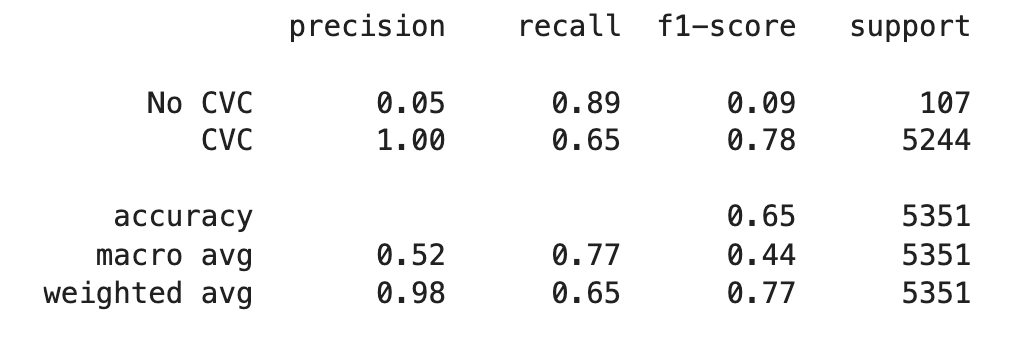 precision recall f1-score support
No CVC 0.05 0.89 0.09 107
CVC 1.00 0.65 0.78 5244
accuracy 0.65 5351
macro avg 0.52 0.77 0.44 5351
weighted avg 0.98 0.65 0.77 5351